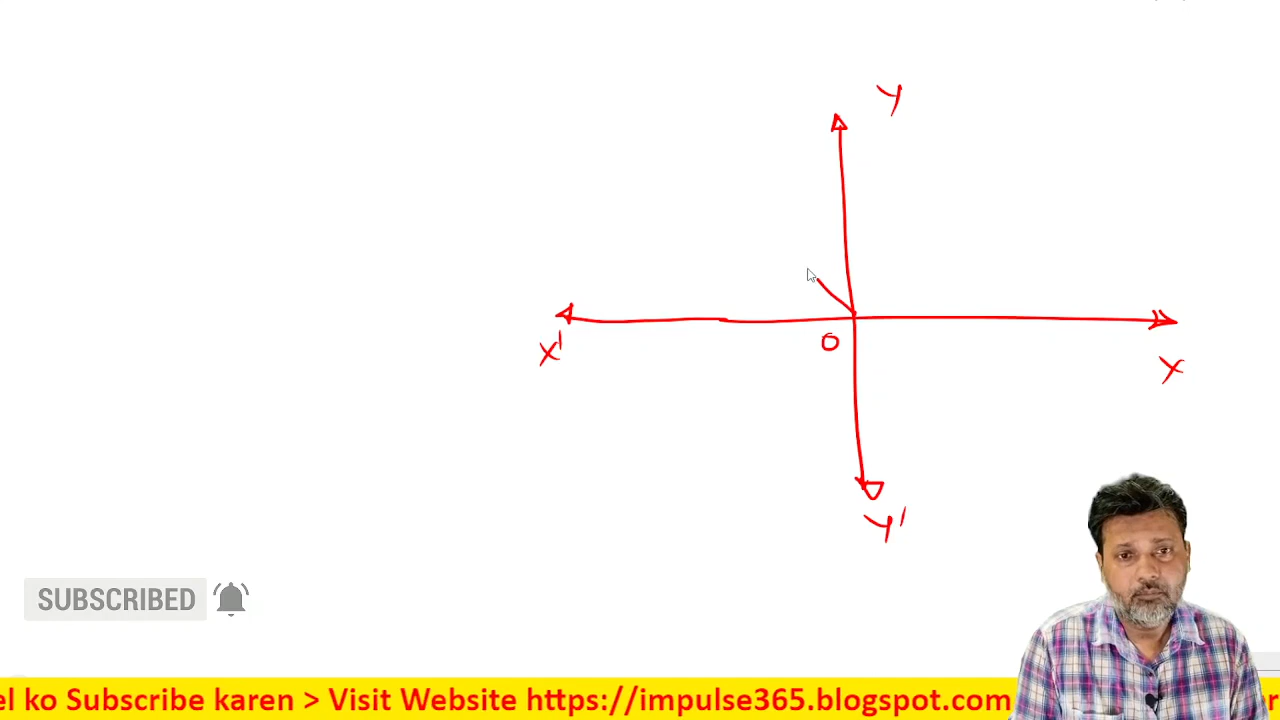 Y
X'
O
X
Y'
SUBSCRIBED
el ko Subscribe karen > Visit Website https://impulse365.blogspot.com